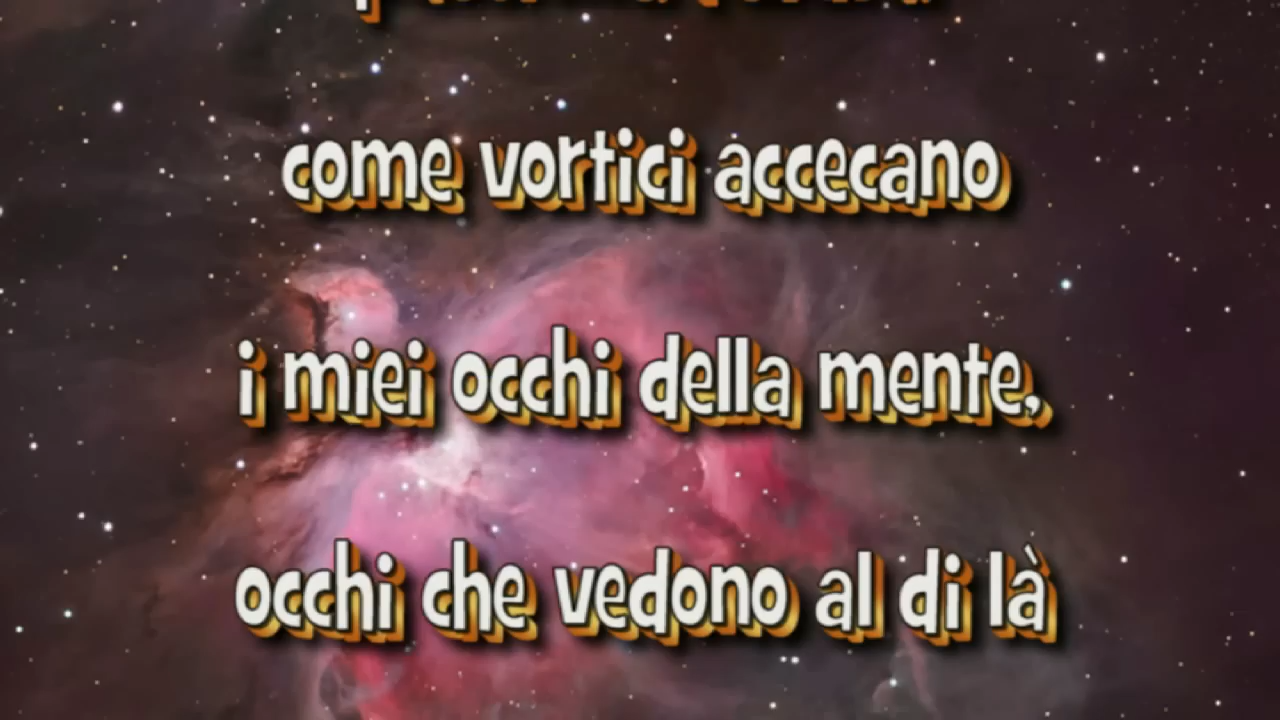 come vortici accecano
i miei occhi della mente,
occhi che vedono al di là